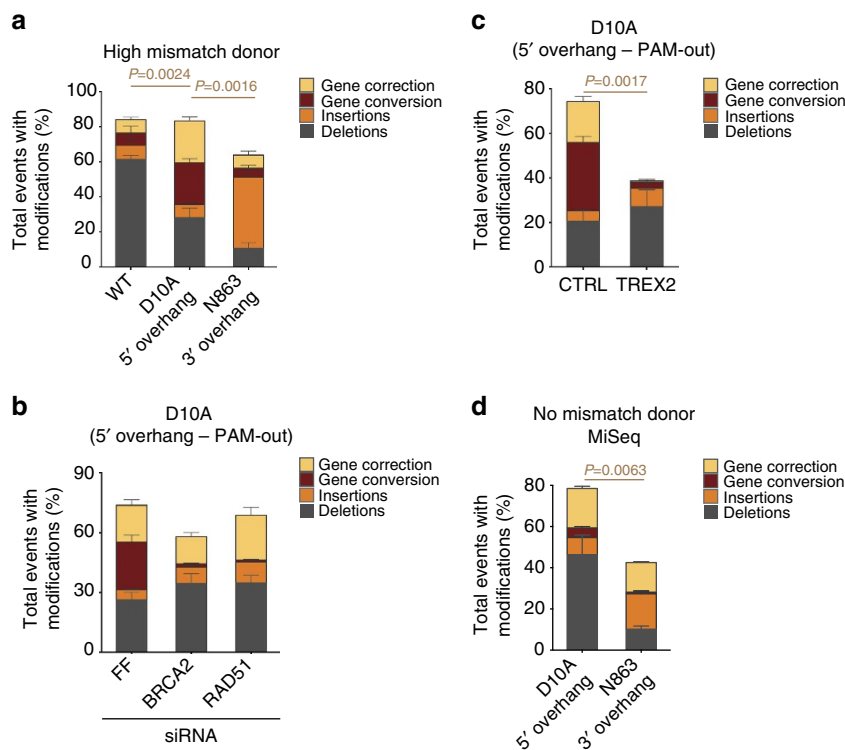 a
High mismatch donor
P=0.0024
P=0.0016
Total events with
modifications (%)
100
80
60
40
20
0
WT
D10A
5′ overhang
N863
3′ overhang
Gene correction
Gene conversion
Insertions
Deletions
b
D10A
(5′ overhang – PAM-out)
Total events with
modifications (%)
90
60
30
0
FF
BRCA2
RAD51
siRNA
Gene correction
Gene conversion
Insertions
Deletions
c
D10A
(5′ overhang – PAM-out)
P=0.0017
Total events with
modifications (%)
80
60
40
20
0
CTRL
TREX2
Gene correction
Gene conversion
Insertions
Deletions
d
No mismatch donor
MiSeq
P=0.0063
Total events with
modifications (%)
80
60
40
20
0
D10A
5′ overhang
N863
3′ overhang
Gene correction
Gene conversion
Insertions
Deletions